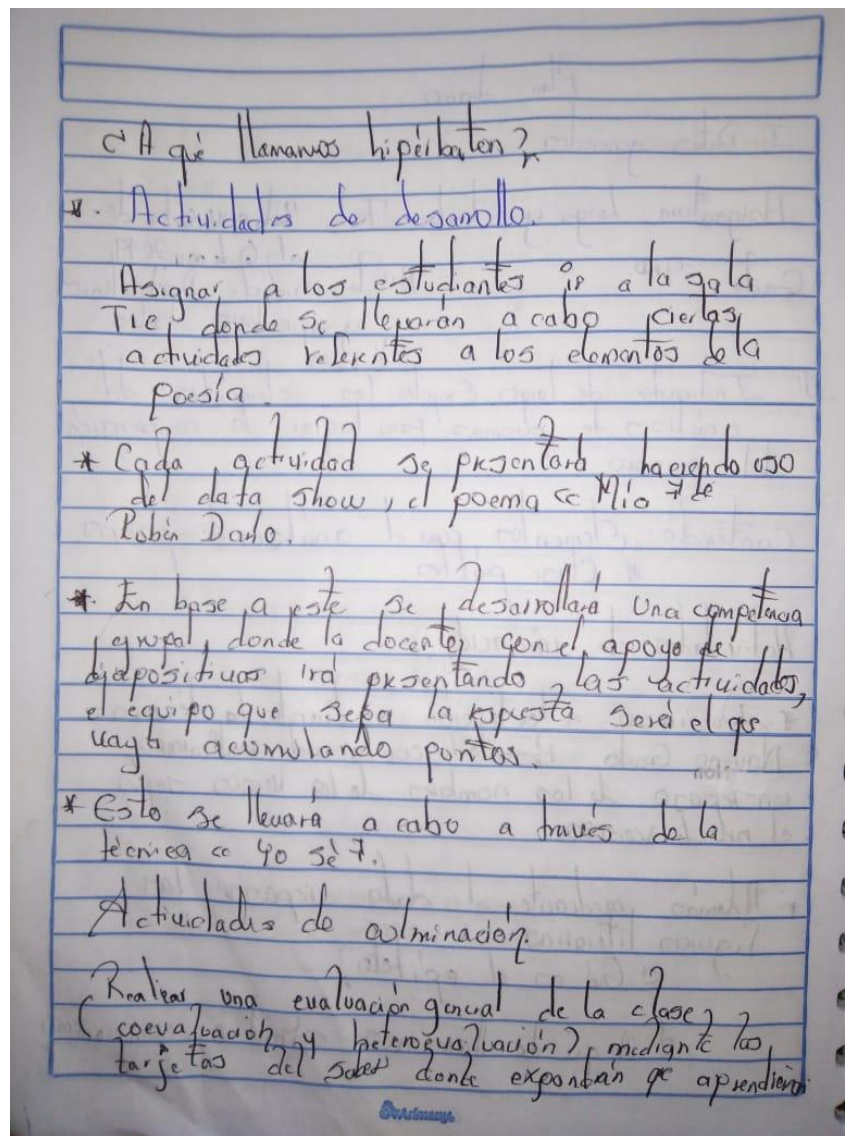 ¿A qué llamamos hipérbaton?
*. Actividades de desarrollo.
Asignar a los estudiantes ir a la sala
Tic, donde se llevarán a cabo ciertas
actividades referentes a los elementos de la
poesía.
* Cada actividad se presentará haciendo uso
del data show, el poema "Mío" de
Rubén Darío.
*. En base a este se desarrollará una competencia
grupal, donde la docente, con el apoyo de
diapositivas irá presentando las actividades,
el equipo que sepa la respuesta será el que
vaya acumulando puntos.
* Esto se llevará a cabo a través de la
técnica "Yo sé".
Actividades de culminación.
Realizar una evaluación general de la clase
(coevaluación y heteroevaluación), mediante las
tarjetas del saber donde expondrán qe aprendieron